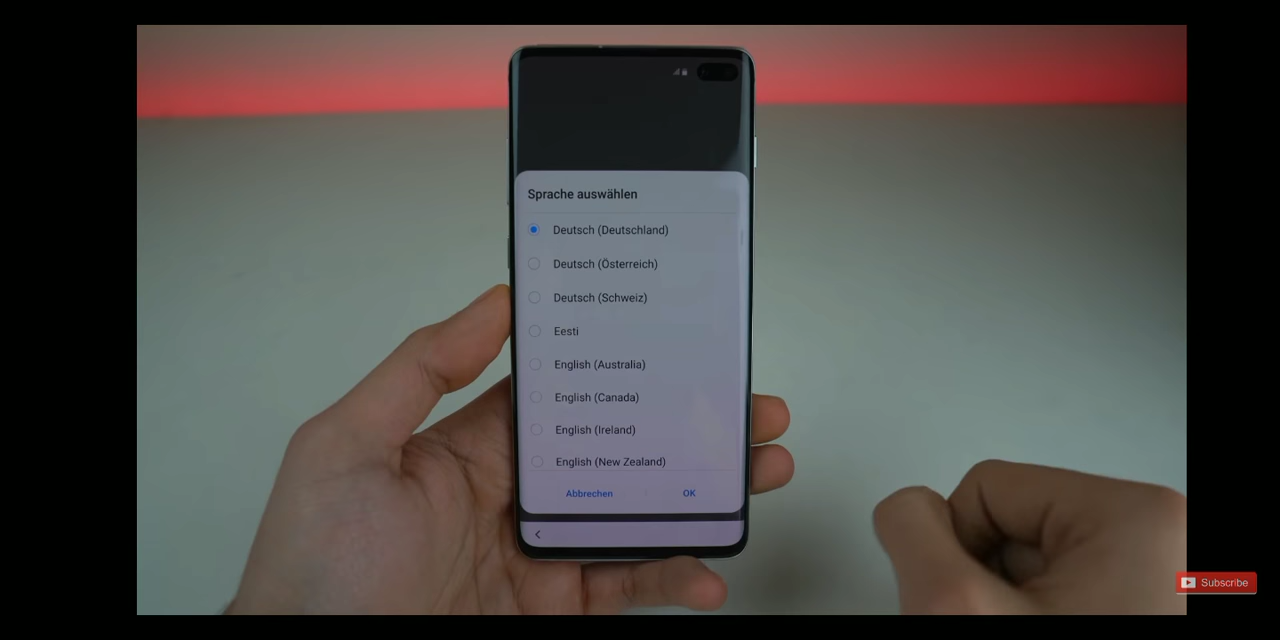 Sprache auswählen
Deutsch (Deutschland)
Deutsch (Österreich)
Deutsch (Schweiz)
Eesti
English (Australia)
English (Canada)
English (Ireland)
English (New Zealand)
Abbrechen
OK
Subscribe